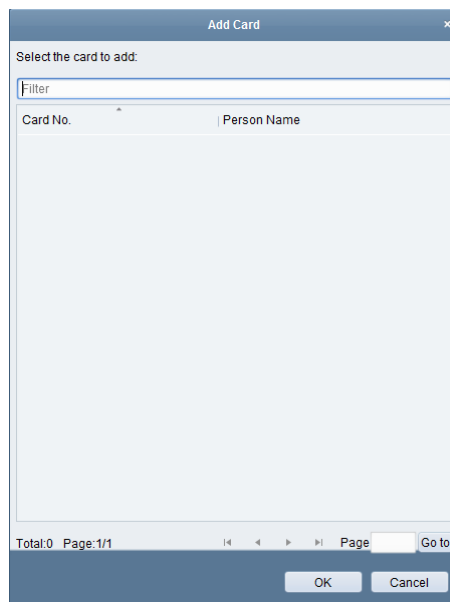 Add Card ×
Select the card to add:
Filter
Card No. Person Name
Total:0 Page:1/1 Page Go to
OK Cancel